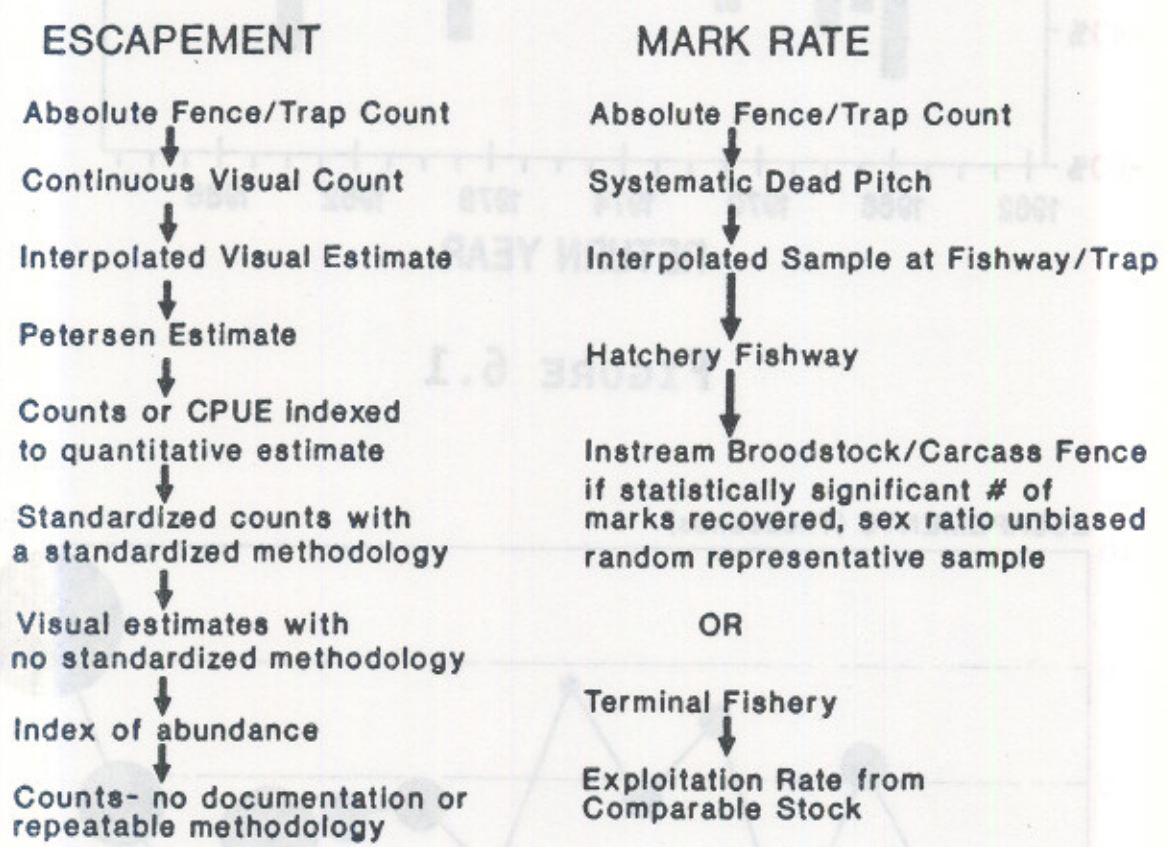 ESCAPEMENT
Absolute Fence/Trap Count
Continuous Visual Count
Interpolated Visual Estimate
Petersen Estimate
Counts or CPUE indexed
to quantitative estimate
Standardized counts with
a standardized methodology
Visual estimates with
no standardized methodology
Index of abundance
Counts- no documentation or
repeatable methodology
MARK RATE
Absolute Fence/Trap Count
Systematic Dead Pitch
Interpolated Sample at Fishway/Trap
Hatchery Fishway
Instream Broodstock/Carcass Fence
if statistically significant # of
marks recovered, sex ratio unbiased
random representative sample
OR
Terminal Fishery
Exploitation Rate from
Comparable Stock
RETURN YEAR
FIGURE 6.1